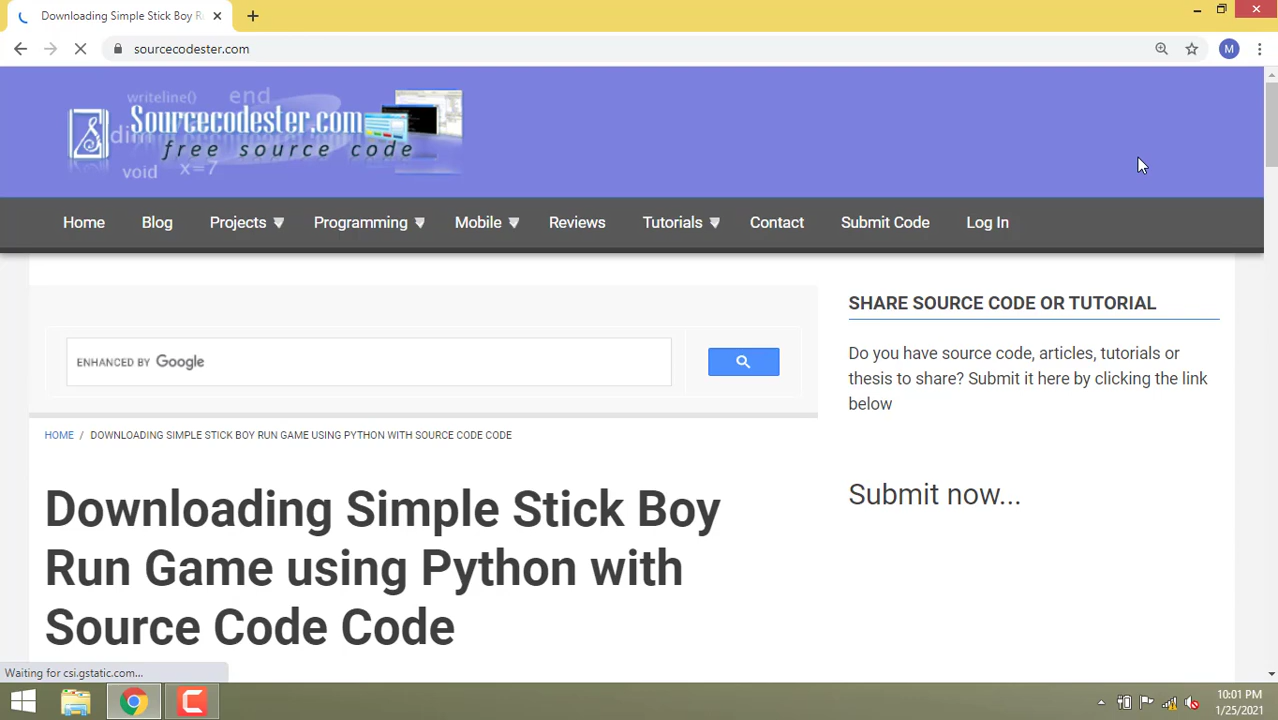 Downloading Simple Stick Boy R
sourcecodester.com
M
writeline() end
Sourcecodester.com
dim
free source code
void x=7
Home Blog Projects Programming Mobile Reviews Tutorials Contact Submit Code Log In
SHARE SOURCE CODE OR TUTORIAL
Do you have source code, articles, tutorials or
thesis to share? Submit it here by clicking the link
below
ENHANCED BY Google
HOME / DOWNLOADING SIMPLE STICK BOY RUN GAME USING PYTHON WITH SOURCE CODE CODE
Downloading Simple Stick Boy
Run Game using Python with
Source Code Code
Submit now...
Waiting for csi.gstatic.com...
10:01 PM
1/25/2021